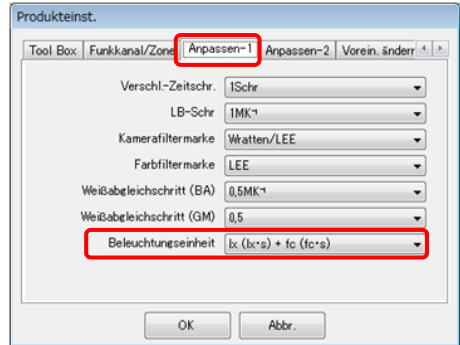 Produkteinst.
Tool Box Funkkanal/Zone Anpassen-1 Anpassen-2 Vorein. änderr
Verschl.-Zeitschr. 1Schr
LB-Schr 1MK⁻¹
Kamerafiltermarke Wratten/LEE
Farbfiltermarke LEE
Weißabgleichschritt (BA) 0,5MK⁻¹
Weißabgleichschritt (GM) 0,5
Beleuchtungseinheit lx (lx·s) + fc (fc·s)
OK Abbr.